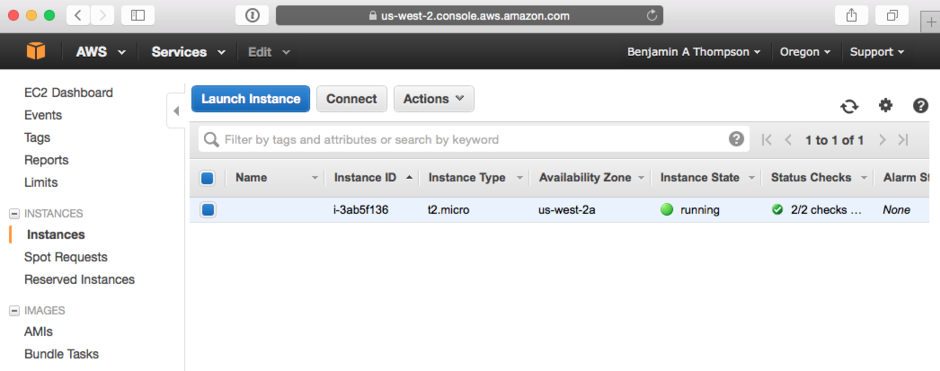 us-west-2.console.aws.amazon.com
AWS Services Edit Benjamin A Thompson Oregon Support
EC2 Dashboard
Events
Tags
Reports
Limits
INSTANCES
Instances
Spot Requests
Reserved Instances
IMAGES
AMIs
Bundle Tasks
Launch Instance Connect Actions
Filter by tags and attributes or search by keyword 1 to 1 of 1
Name Instance ID Instance Type Availability Zone Instance State Status Checks Alarm St
i-3ab5f136 t2.micro us-west-2a running 2/2 checks ... None